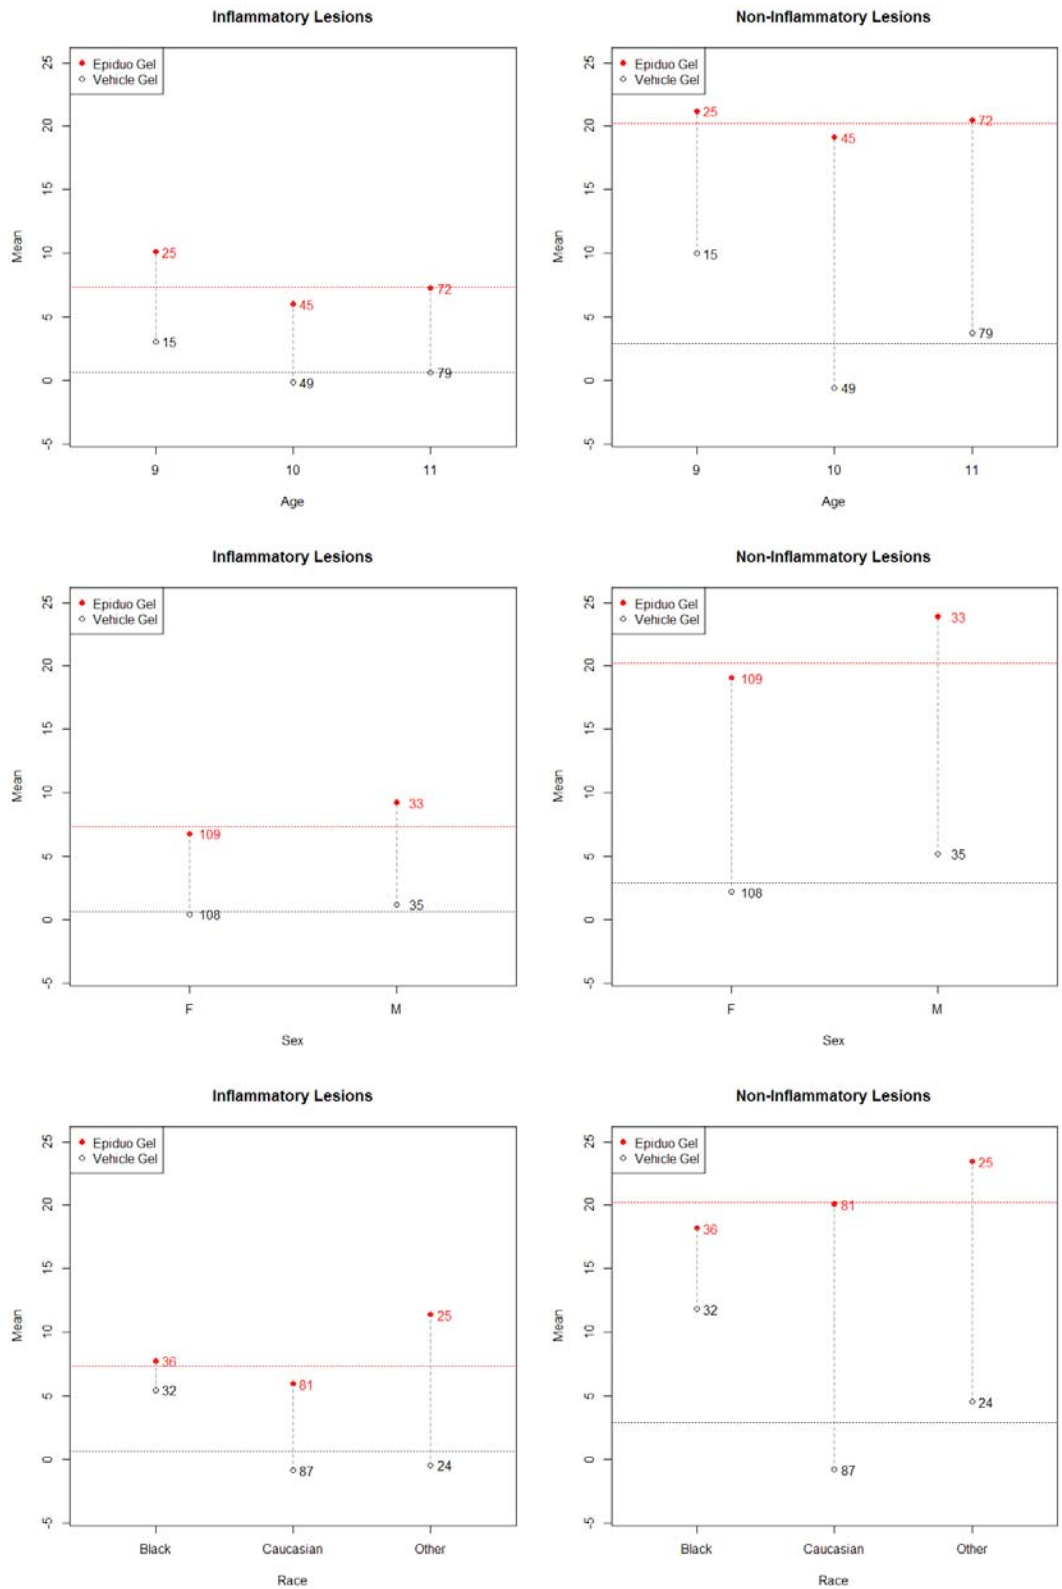 Inflammatory Lesions
Epiduo Gel
Vehicle Gel
25
20
15
10
5
0
-5
Mean
25
45
72
15
49
79
9 10 11
Age
Non-Inflammatory Lesions
Epiduo Gel
Vehicle Gel
25
20
15
10
5
0
-5
Mean
25
45
72
15
49
79
9 10 11
Age
Inflammatory Lesions
Epiduo Gel
Vehicle Gel
25
20
15
10
5
0
-5
Mean
109
33
108
35
F M
Sex
Non-Inflammatory Lesions
Epiduo Gel
Vehicle Gel
25
20
15
10
5
0
-5
Mean
109
33
108
35
F M
Sex
Inflammatory Lesions
Epiduo Gel
Vehicle Gel
25
20
15
10
5
0
-5
Mean
36
81
25
32
87
24
Black Caucasian Other
Race
Non-Inflammatory Lesions
Epiduo Gel
Vehicle Gel
25
20
15
10
5
0
-5
Mean
36
81
25
32
87
24
Black Caucasian Other
Race